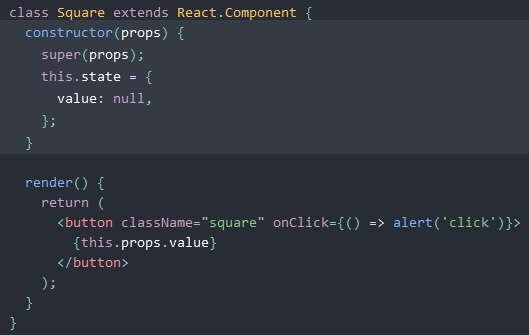 class Square extends React.Component {
  constructor(props) {
    super(props);
    this.state = {
      value: null,
    };
  }

  render() {
    return (
      <button className="square" onClick={() => alert('click')}>
        {this.props.value}
      </button>
    );
  }
}